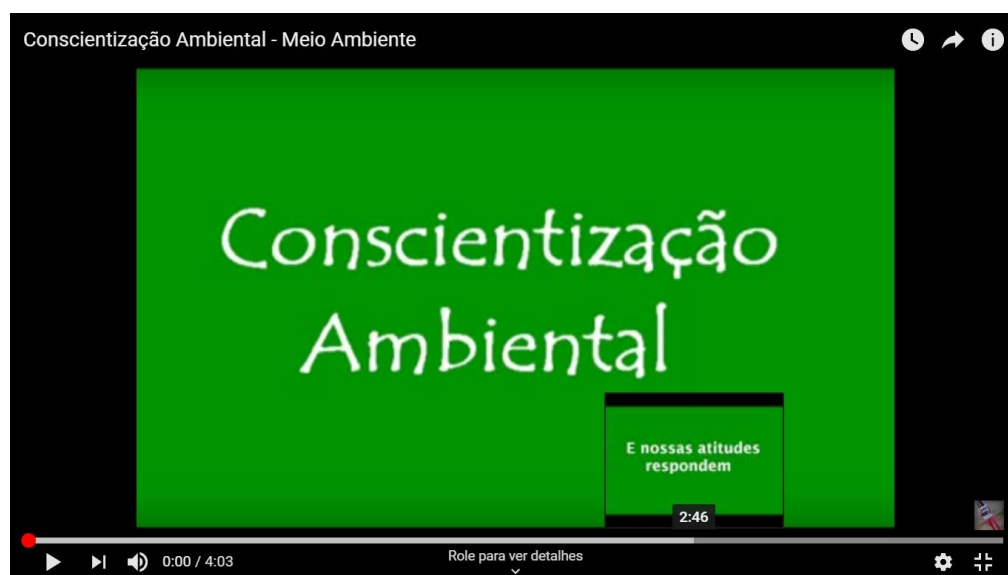 Conscientização Ambiental - Meio Ambiente
Conscientização
Ambiental
E nossas atitudes
respondem
2:46
0:00 / 4:03
Role para ver detalhes